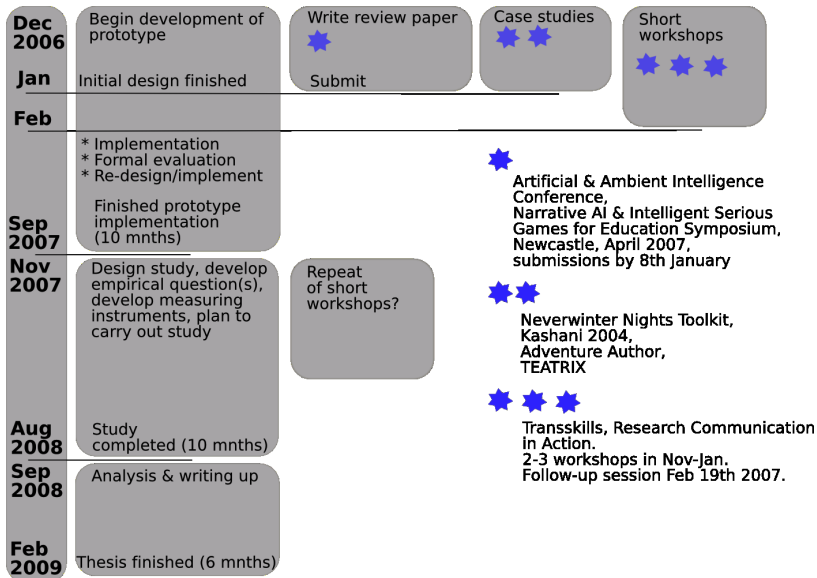 Dec
2006
Jan
Feb
Sep
2007
Nov
2007
Aug
2008
Sep
2008
Feb
2009
Begin development of
prototype
Initial design finished
* Implementation
* Formal evaluation
* Re-design/implement
Finished prototype
implementation
(10 mnths)
Design study, develop
empirical question(s),
develop measuring
instruments, plan to
carry out study
Study
completed (10 mnths)
Analysis & writing up
Thesis finished (6 mnths)
Write review paper
Submit
Repeat
of short
workshops?
Case studies
Short
workshops
Artificial & Ambient Intelligence
Conference,
Narrative AI & Intelligent Serious
Games for Education Symposium,
Newcastle, April 2007,
submissions by 8th January
Neverwinter Nights Toolkit,
Kashani 2004,
Adventure Author,
TEATRIX
Transskills, Research Communication
in Action.
2-3 workshops in Nov-Jan.
Follow-up session Feb 19th 2007.